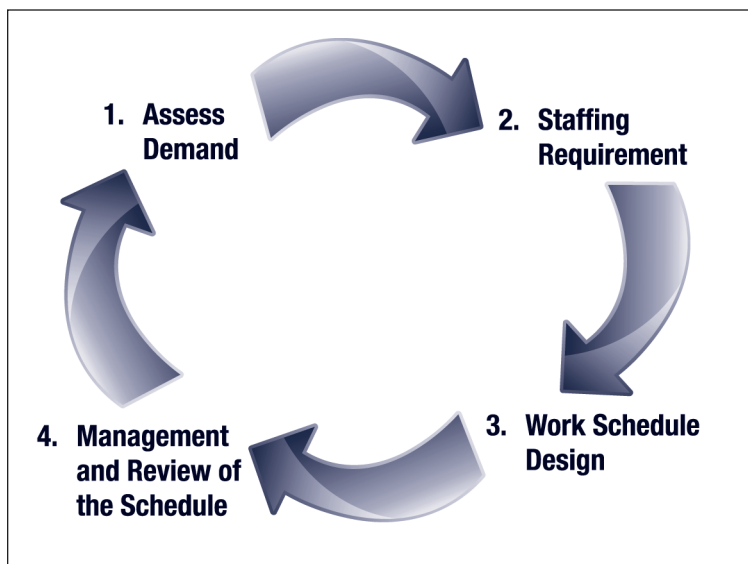 1. Assess
Demand
2. Staffing
Requirement
3. Work Schedule
Design
4. Management
and Review of
the Schedule